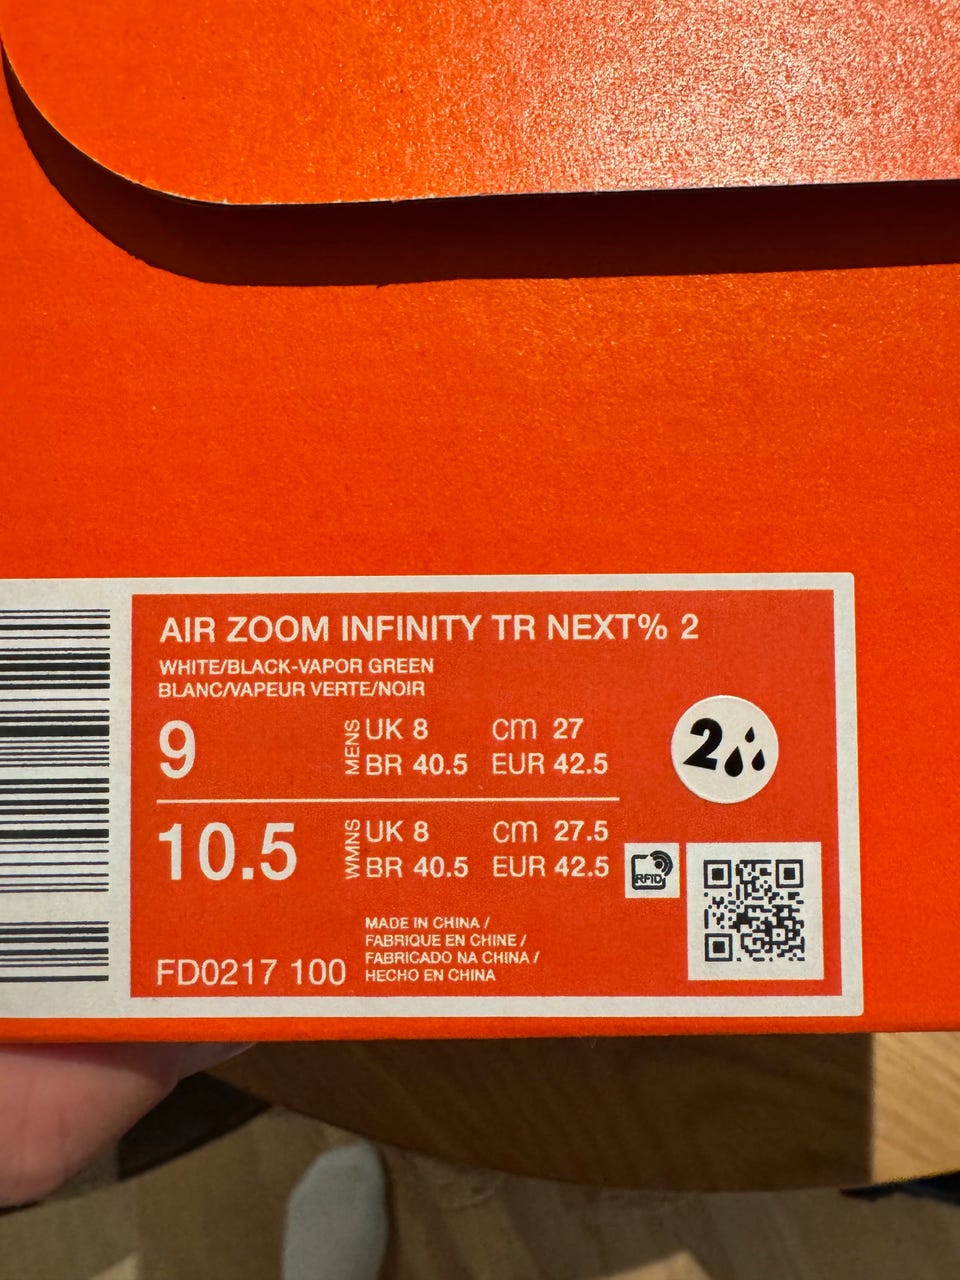 AIR ZOOM INFINITY TR NEXT% 2
WHITE/BLACK-VAPOR GREEN
BLANC/VAPEUR VERTE/NOIR
9
MENS
UK 8 cm 27
BR 40.5 EUR 42.5
2
10.5
WMNS
UK 8 cm 27.5
BR 40.5 EUR 42.5
RFID
FD0217 100
MADE IN CHINA /
FABRIQUE EN CHINE /
FABRICADO NA CHINA /
HECHO EN CHINA